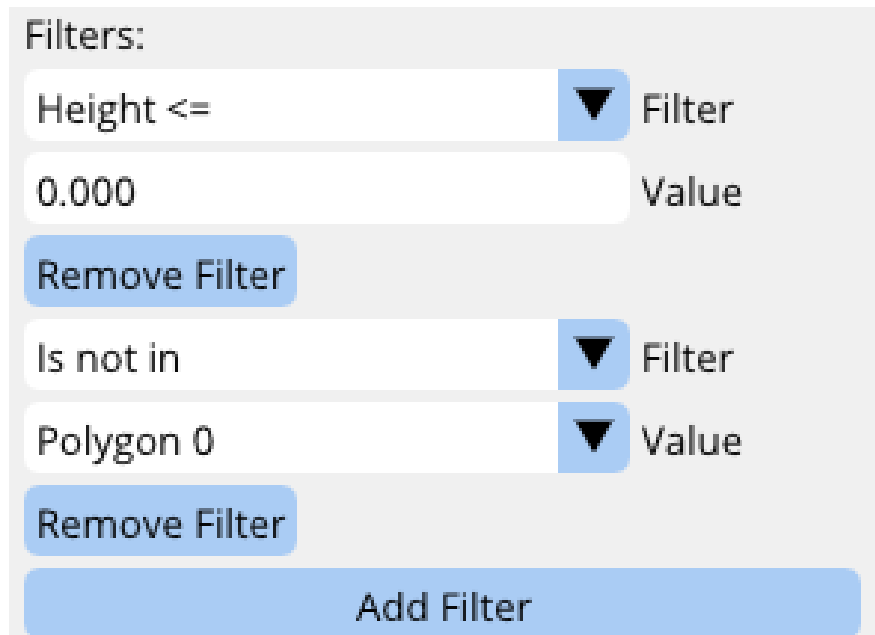 Filters:
Height <= Filter
0.000 Value
Remove Filter
Is not in Filter
Polygon 0 Value
Remove Filter
Add Filter